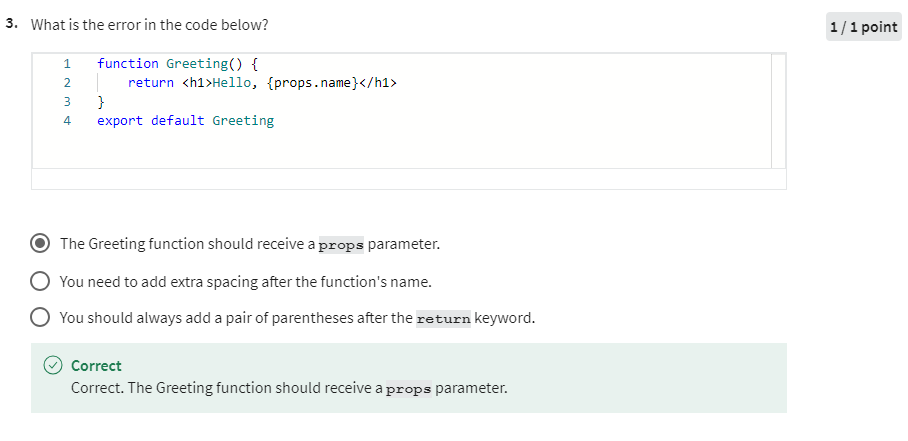 3. What is the error in the code below?
1 / 1 point
1 function Greeting() {
2 return <h1>Hello, {props.name}</h1>
3 }
4 export default Greeting
The Greeting function should receive a props parameter.
You need to add extra spacing after the function's name.
You should always add a pair of parentheses after the return keyword.
Correct
Correct. The Greeting function should receive a props parameter.